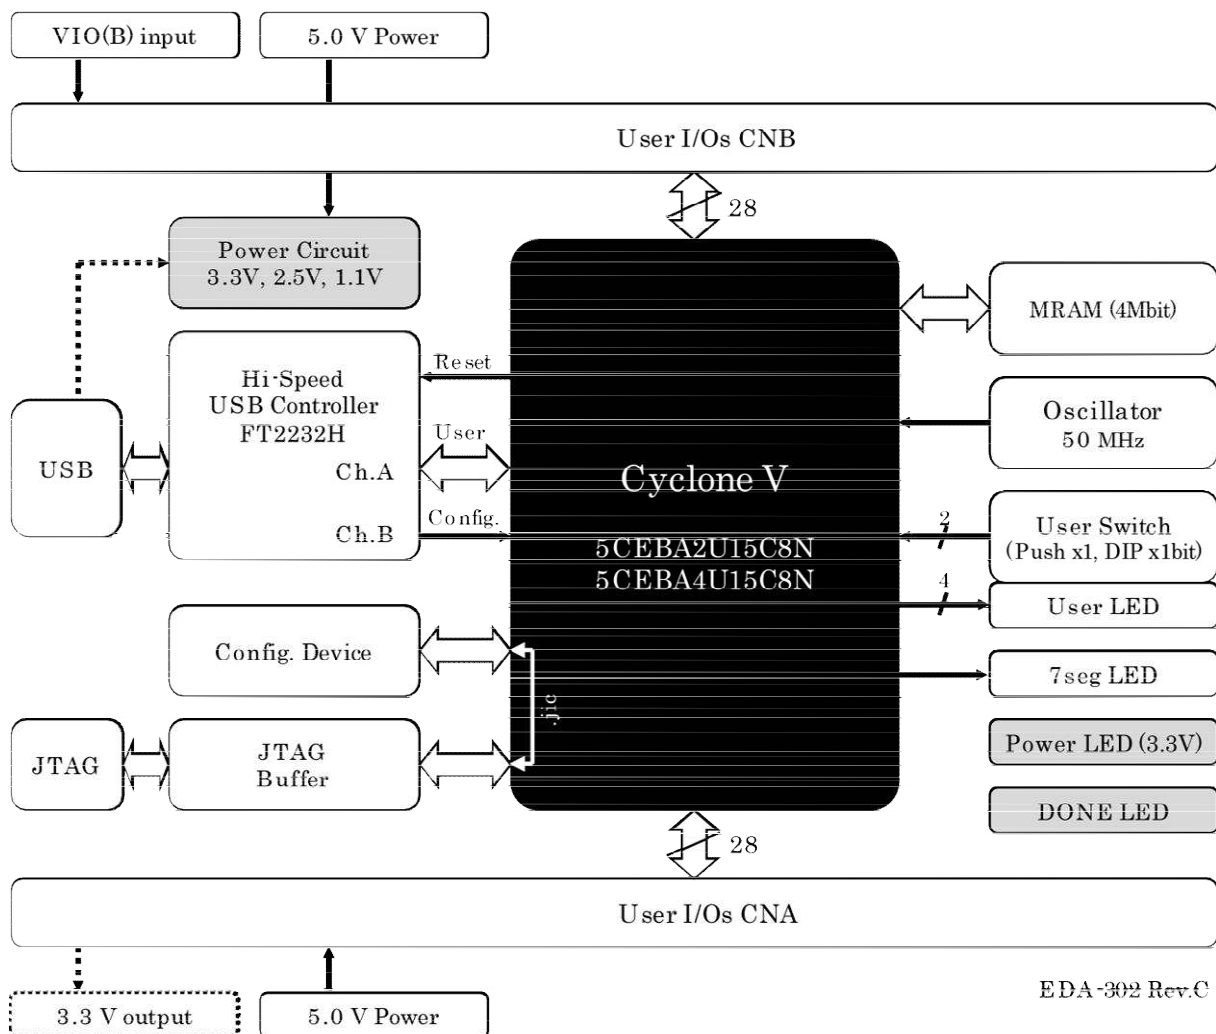 VIO(B) input
5.0 V Power
User I/Os CNB
28
Power Circuit
3.3V, 2.5V, 1.1V
MRAM (4Mbit)
Hi-Speed
USB Controller
FT2232H
Ch.A
Ch.B
Reset
User
Config.
USB
Oscillator
50 MHz
Cyclone V
5CEBA2U15C8N
5CEBA4U15C8N
2
User Switch
(Push x1, DIP x1bit)
4
User LED
Config. Device
.jic
7seg LED
JTAG
JTAG
Buffer
Power LED (3.3V)
DONE LED
28
User I/Os CNA
3.3 V output
5.0 V Power
EDA-302 Rev.C